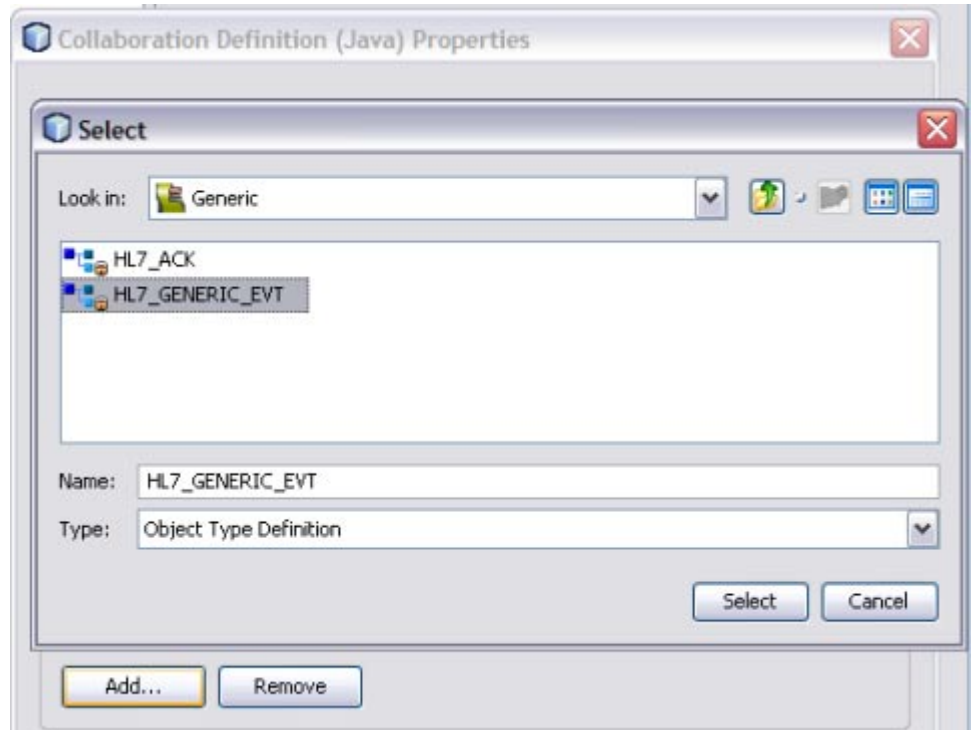 Collaboration Definition (Java) Properties
Select
Look in: Generic
HL7_ACK
HL7_GENERIC_EVT
Name: HL7_GENERIC_EVT
Type: Object Type Definition
Select Cancel
Add... Remove